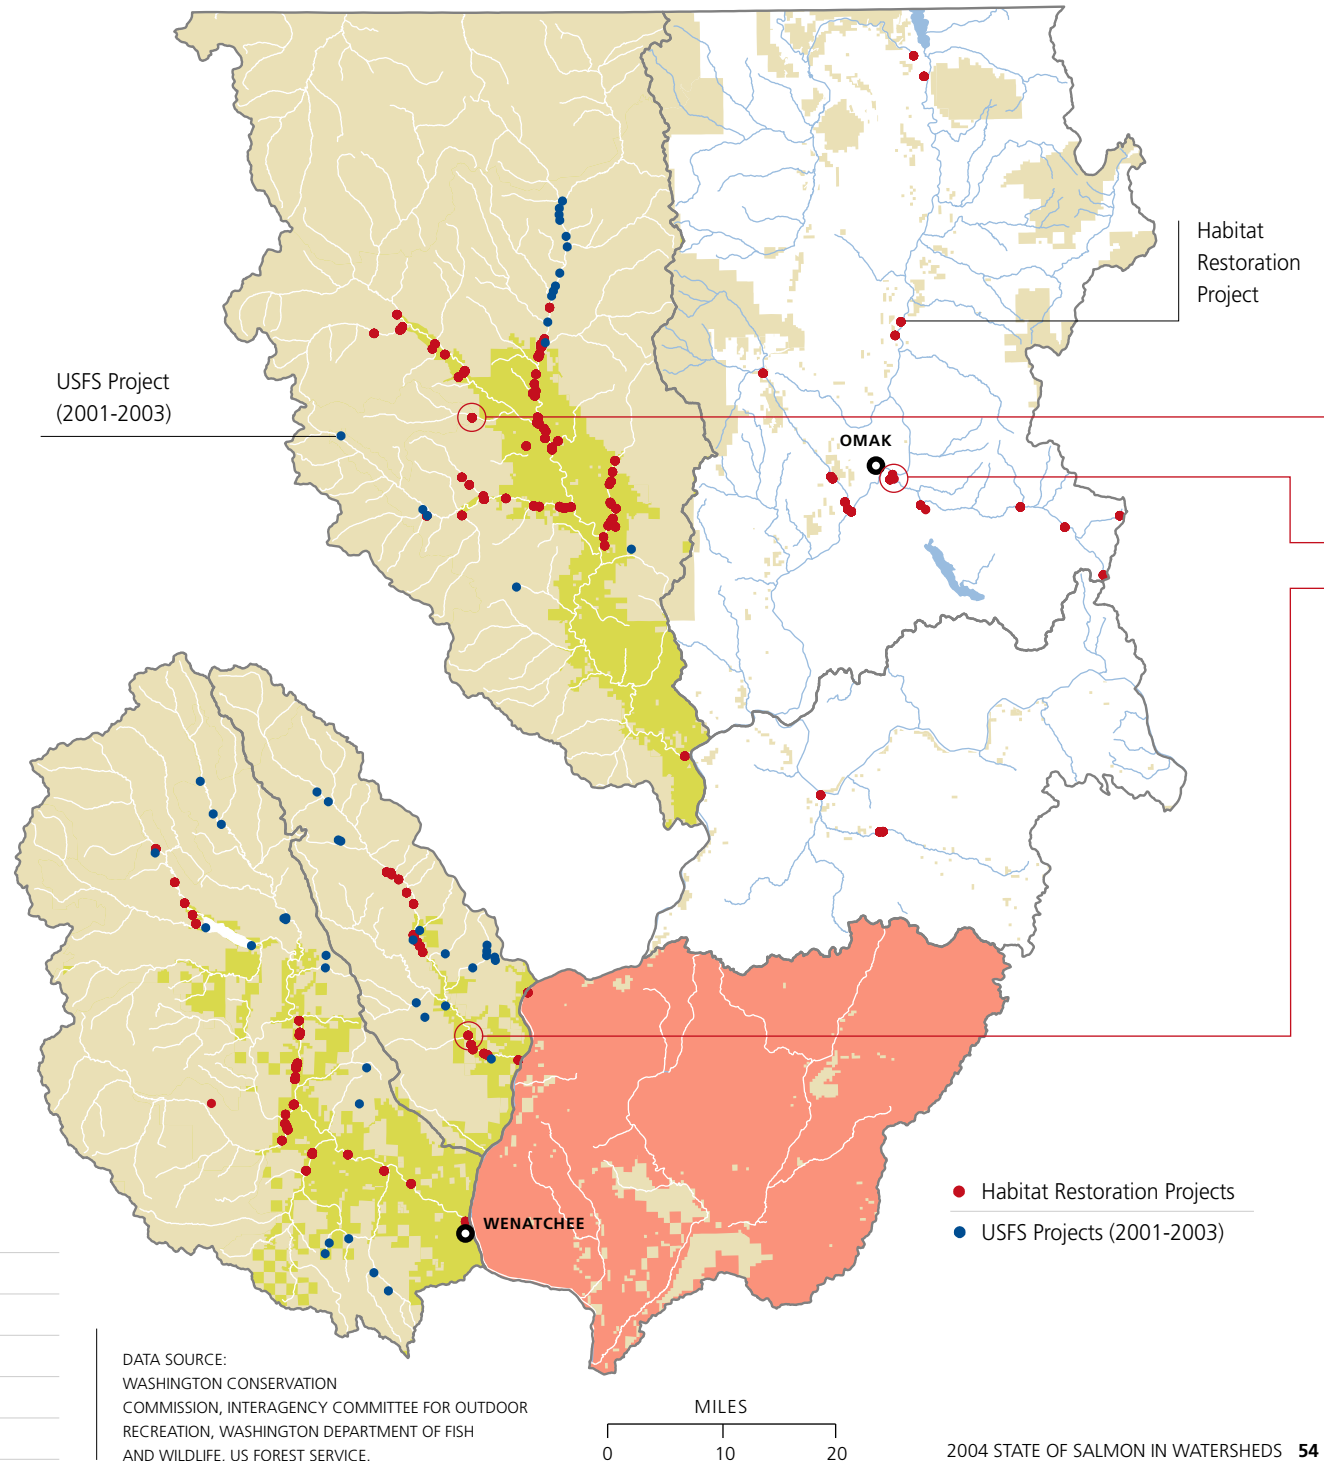 Habitat
Restoration
Project
USFS Project
(2001-2003)
OMAK
WENATCHEE
Habitat Restoration Projects
USFS Projects (2001-2003)
DATA SOURCE:
WASHINGTON CONSERVATION
COMMISSION, INTERAGENCY COMMITTEE FOR OUTDOOR
RECREATION, WASHINGTON DEPARTMENT OF FISH
AND WILDLIFE, US FOREST SERVICE.
MILES
0 10 20
2004 STATE OF SALMON IN WATERSHEDS 54